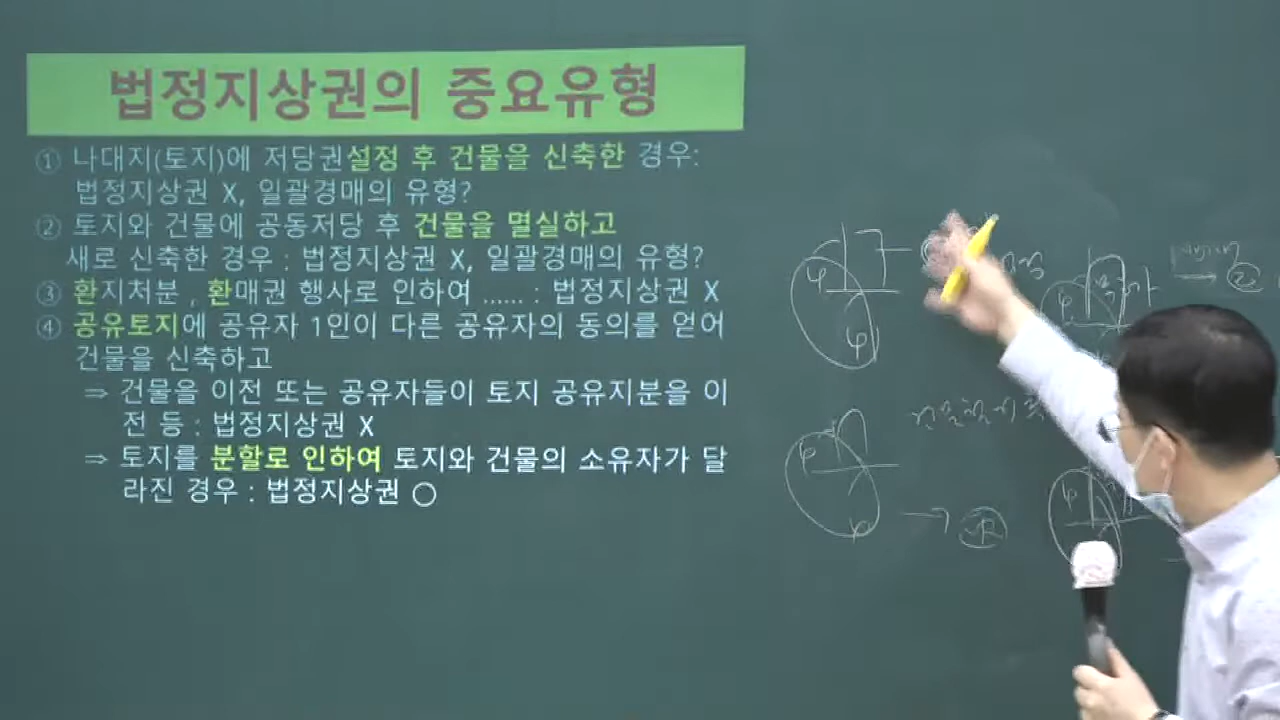 법정지상권의 중요유형
① 나대지(토지)에 저당권설정 후 건물을 신축한 경우:
법정지상권 X, 일괄경매의 유형?
② 토지와 건물에 공동저당 후 건물을 멸실하고
새로 신축한 경우 : 법정지상권 X, 일괄경매의 유형?
③ 환지처분 , 환매권 행사로 인하여 ...... : 법정지상권 X
④ 공유토지에 공유자 1인이 다른 공유자의 동의를 얻어
건물을 신축하고
⇒ 건물을 이전 또는 공유자들이 토지 공유지분을 이
전 등 : 법정지상권 X
⇒ 토지를 분할로 인하여 토지와 건물의 소유자가 달
라진 경우 : 법정지상권 ○